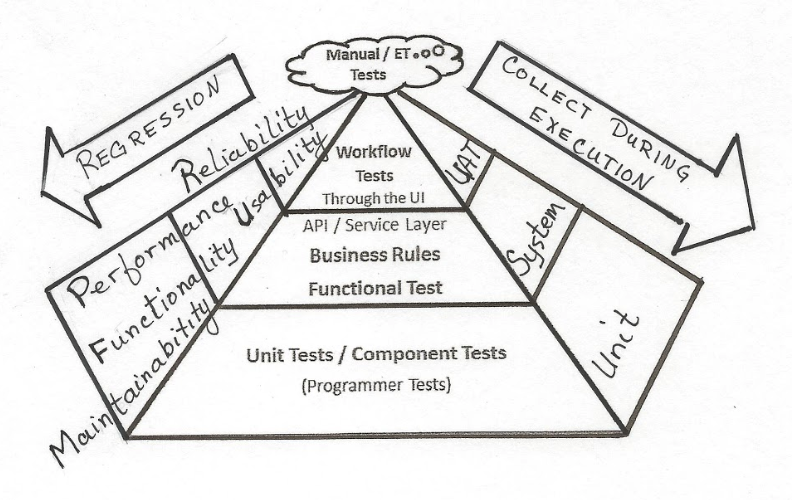 Manual / ET
Tests
REGRESSION
COLLECT DURING
EXECUTION
Reliability
Usability
Performance
Functionality
Maintainabitity
Workflow
Tests
Through the UI
API / Service Layer
Business Rules
Functional Test
Unit Tests / Component Tests
(Programmer Tests)
UAT
System
Unit